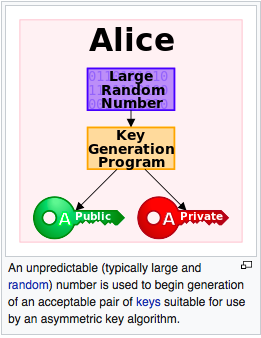 Alice
Large
Random
Number
Key
Generation
Program
A Public
A Private
An unpredictable (typically large and
random) number is used to begin generation
of an acceptable pair of keys suitable for use
by an asymmetric key algorithm.